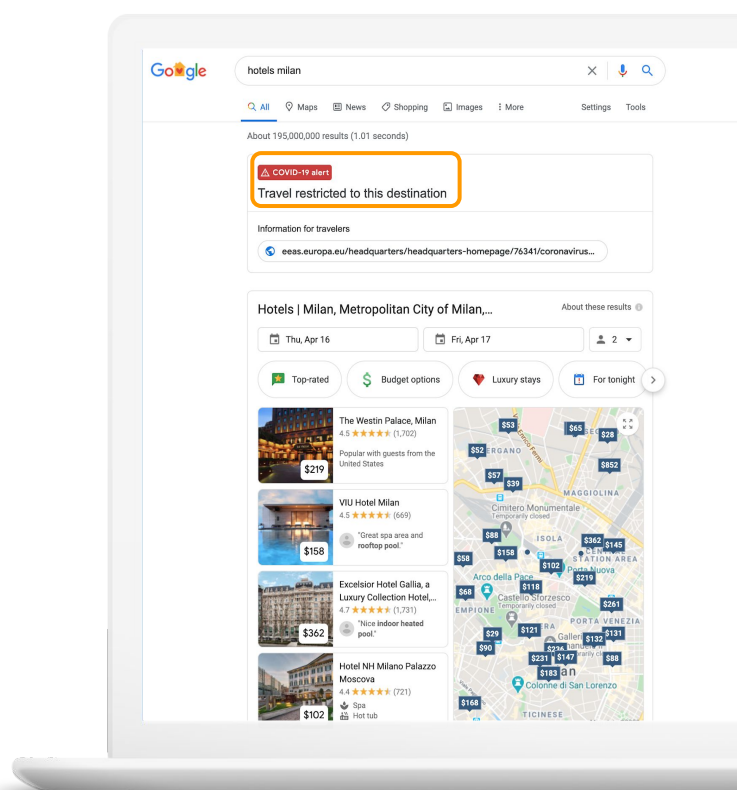 Google
hotels milan
All Maps News Shopping Images More Settings Tools
About 195,000,000 results (1.01 seconds)
COVID-19 alert
Travel restricted to this destination
Information for travelers
eeas.europa.eu/headquarters/headquarters-homepage/76341/coronavirus...
Hotels | Milan, Metropolitan City of Milan,...
About these results
Thu, Apr 16
Fri, Apr 17
2
Top-rated
Budget options
Luxury stays
For tonight
The Westin Palace, Milan
4.5 (1,702)
Popular with guests from the
United States
$219
VIU Hotel Milan
4.5 (669)
"Great spa area and
rooftop pool."
$158
Excelsior Hotel Gallia, a
Luxury Collection Hotel,...
4.7 (1,731)
"Nice indoor heated
pool."
$362
Hotel NH Milano Palazzo
Moscova
4.4 (721)
Spa
Hot tub
$102
$53
$65
$28
$52
$852
Enrico Fermi
$57
$39
MAGGIOLINA
Cimitero Monumentale
Temporarily closed
$88
ISOLA
$362
$145
STATION AREA
$58
$158
$102
Porta Nuova
$219
Arco della Pace
$118
$68
Castello Sforzesco
Temporarily closed
$261
PORTA VENEZIA
$29
$121
$131
$132
$90
$231
$147
$88
$183
Colonne di San Lorenzo
$168
TICINESE